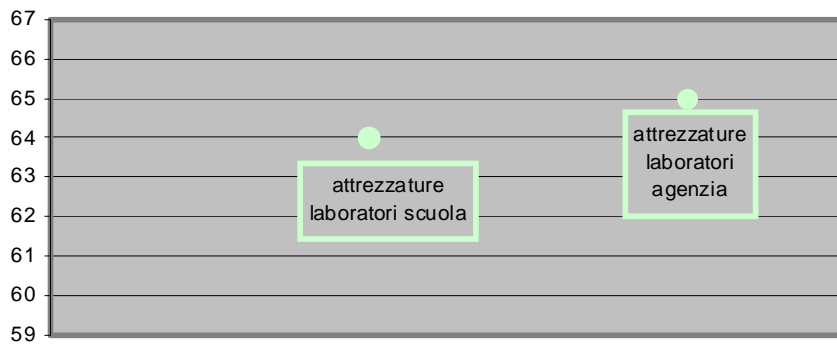 67
66
65
64
63
62
61
60
59
attrezzature
laboratori scuola
attrezzature
laboratori
agenzia